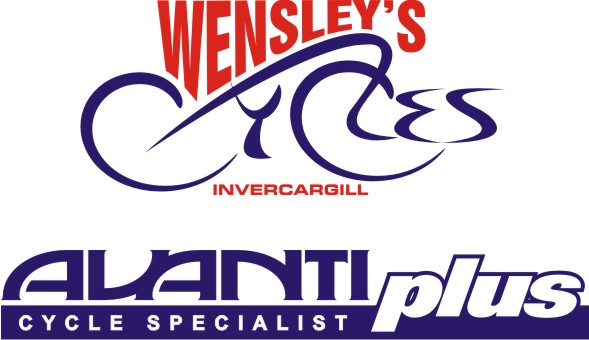 WENSLEY'S
CYCLES
INVERCARGILL
AVANTI plus
CYCLE SPECIALIST